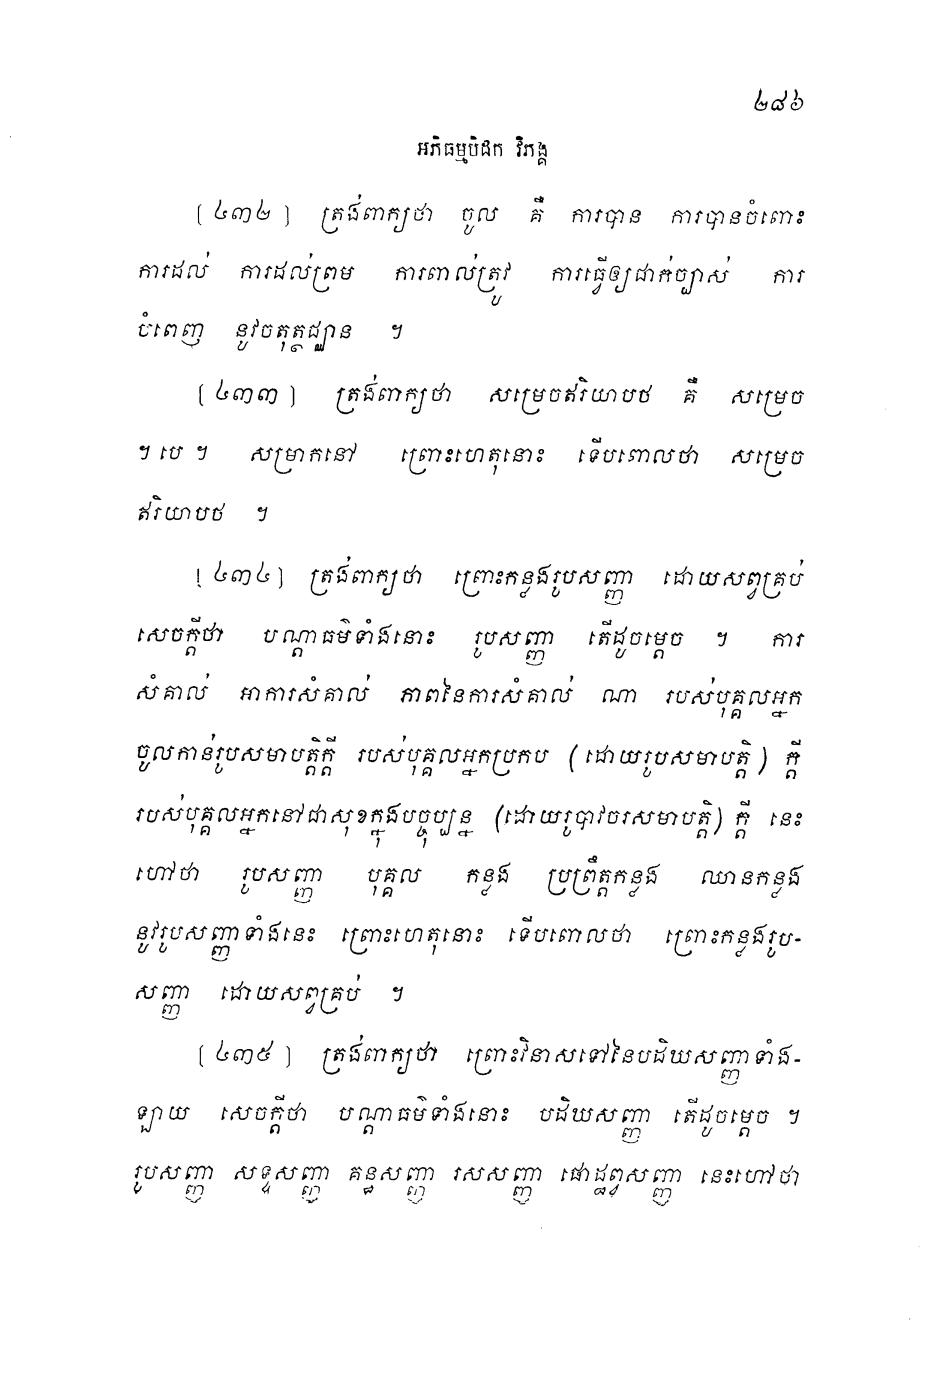 ២៨៦
អភិធម្មបិដក វិភង្គ
[៤៣២] ត្រង់ពាក្យថា ចូល គឺ ការបាន ការបានចំពោះ
ការដល់ ការដល់ព្រម ការពាល់ត្រូវ ការធ្វើឲ្យជាក់ច្បាស់ ការ
បំពេញ នូវចតុត្ថជ្ឈាន ។
[៤៣៣] ត្រង់ពាក្យថា សម្រេចឥរិយាបថ គឺ សម្រេច
។ បេ ។ សម្រាកនៅ ព្រោះហេតុនោះ ទើបពោលថា សម្រេច
ឥរិយាបថ ។
[៤៣៤] ត្រង់ពាក្យថា ព្រោះកន្លងរូបសញ្ញា ដោយសព្វគ្រប់
សេចក្តីថា បណ្តាធម៌ទាំងនោះ រូបសញ្ញា តើដូចម្តេច ។ ការ
សំគាល់ អាការសំគាល់ ភាពនៃការសំគាល់ ណា របស់បុគ្គលអ្នក
ចូលកាន់រូបសមាបត្តិក្តី របស់បុគ្គលអ្នកប្រកប (ដោយរូបសមាបត្តិ) ក្តី
របស់បុគ្គលអ្នកនៅជាសុខក្នុងបច្ចុប្បន្ន (ដោយរូបាវចរសមាបត្តិ) ក្តី នេះ
ហៅថា រូបសញ្ញា បុគ្គល កន្លង ប្រព្រឹត្តកន្លង ឈានកន្លង
នូវរូបសញ្ញាទាំងនេះ ព្រោះហេតុនោះ ទើបពោលថា ព្រោះកន្លងរូប-
សញ្ញា ដោយសព្វគ្រប់ ។
[៤៣៥] ត្រង់ពាក្យថា ព្រោះវិនាសទៅនៃបដិឃសញ្ញាទាំង-
ឡាយ សេចក្តីថា បណ្តាធម៌ទាំងនោះ បដិឃសញ្ញា តើដូចម្តេច ។
រូបសញ្ញា សទ្ទសញ្ញា គន្ធសញ្ញា រសសញ្ញា ផោដ្ឋព្វសញ្ញា នេះហៅថា